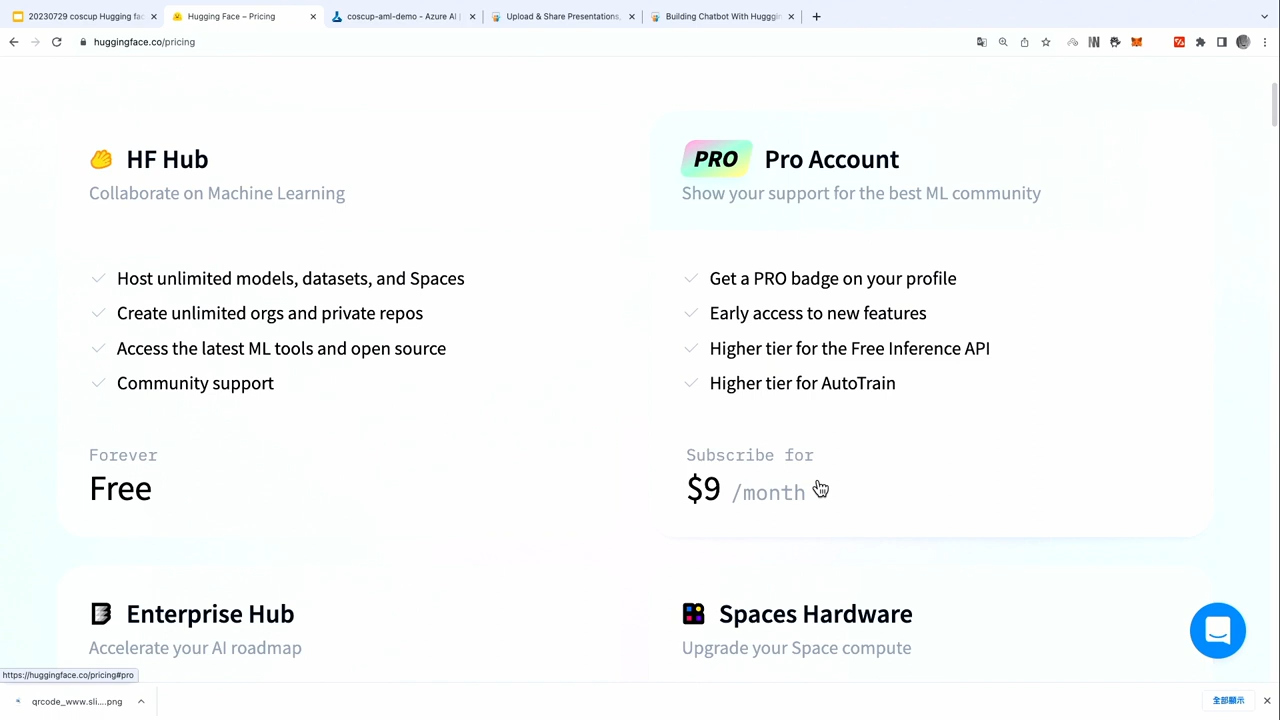 20230729 coscup Hugging fac
Hugging Face – Pricing
coscup-aml-demo - Azure AI |
Upload & Share Presentations,
Building Chatbot With Hugggin
huggingface.co/pricing
HF Hub
Collaborate on Machine Learning
Host unlimited models, datasets, and Spaces
Create unlimited orgs and private repos
Access the latest ML tools and open source
Community support
Forever
Free
PRO Pro Account
Show your support for the best ML community
Get a PRO badge on your profile
Early access to new features
Higher tier for the Free Inference API
Higher tier for AutoTrain
Subscribe for
$9 /month
Enterprise Hub
Accelerate your AI roadmap
Spaces Hardware
Upgrade your Space compute
https://huggingface.co/pricing#pro
qrcode_www.sli....png
全部顯示